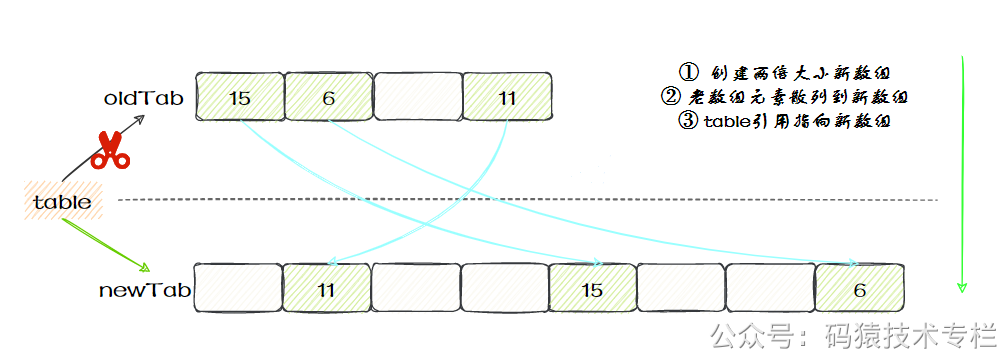 ① 创建两倍大小新数组
② 老数组元素散列到新数组
③ table引用指向新数组
oldTab
15
6
11
table
newTab
11
15
6
公众号：码猿技术专栏